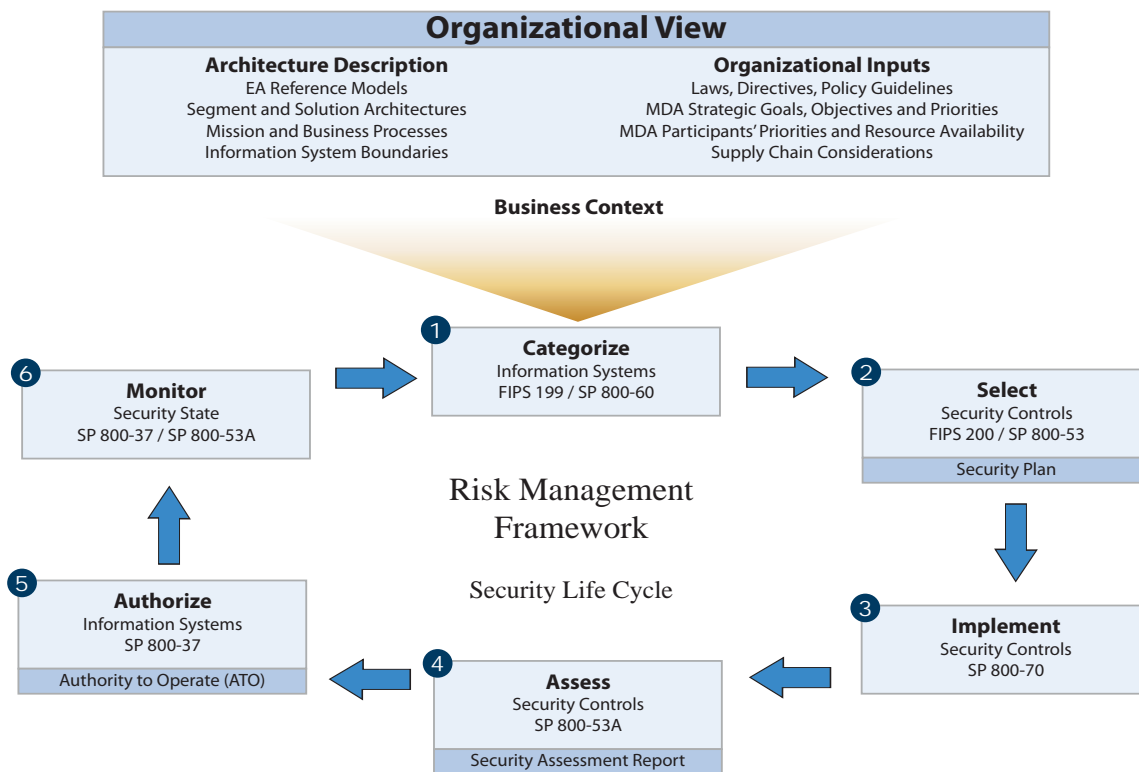 Organizational View
Architecture Description
EA Reference Models
Segment and Solution Architectures
Mission and Business Processes
Information System Boundaries
Organizational Inputs
Laws, Directives, Policy Guidelines
MDA Strategic Goals, Objectives and Priorities
MDA Participants' Priorities and Resource Availability
Supply Chain Considerations
Business Context
1
Categorize
Information Systems
FIPS 199 / SP 800-60
2
Select
Security Controls
FIPS 200 / SP 800-53
Security Plan
3
Implement
Security Controls
SP 800-70
4
Assess
Security Controls
SP 800-53A
Security Assessment Report
5
Authorize
Information Systems
SP 800-37
Authority to Operate (ATO)
6
Monitor
Security State
SP 800-37 / SP 800-53A
Risk Management
Framework
Security Life Cycle